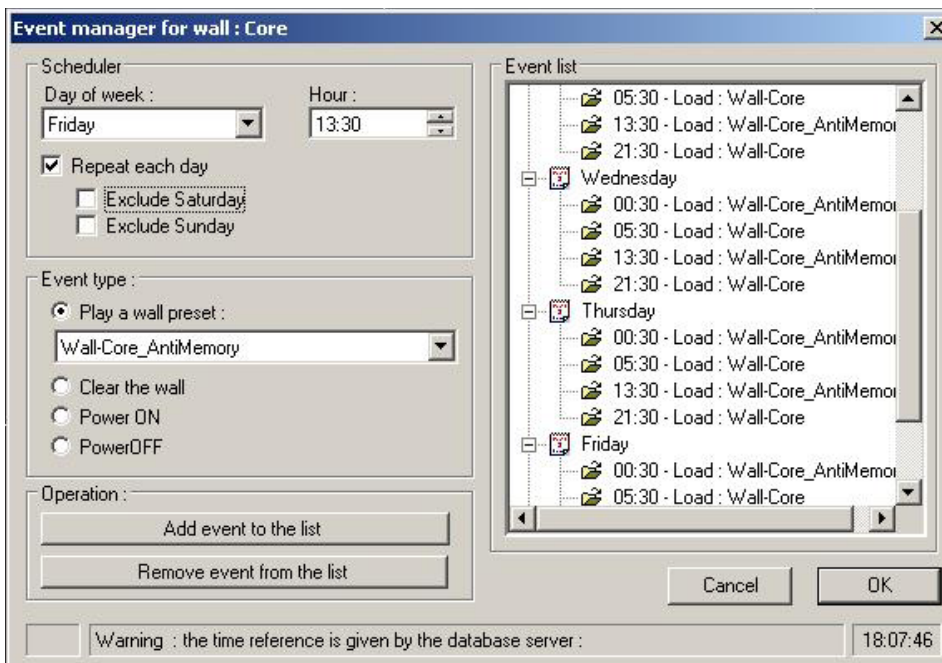 Event manager for wall : Core
Scheduler
Day of week :
Hour :
Friday
13:30
Repeat each day
Exclude Saturday
Exclude Sunday
Event type :
Play a wall preset :
Wall-Core_AntiMemory
Clear the wall
Power ON
PowerOFF
Operation :
Add event to the list
Remove event from the list
Event list
05:30 - Load : Wall-Core
13:30 - Load : Wall-Core_AntiMemor
21:30 - Load : Wall-Core
Wednesday
00:30 - Load : Wall-Core_AntiMemor
05:30 - Load : Wall-Core
13:30 - Load : Wall-Core_AntiMemor
21:30 - Load : Wall-Core
Thursday
00:30 - Load : Wall-Core_AntiMemor
05:30 - Load : Wall-Core
13:30 - Load : Wall-Core_AntiMemor
21:30 - Load : Wall-Core
Friday
00:30 - Load : Wall-Core_AntiMemor
05:30 - Load : Wall-Core
Cancel
OK
Warning : the time reference is given by the database server :
18:07:46